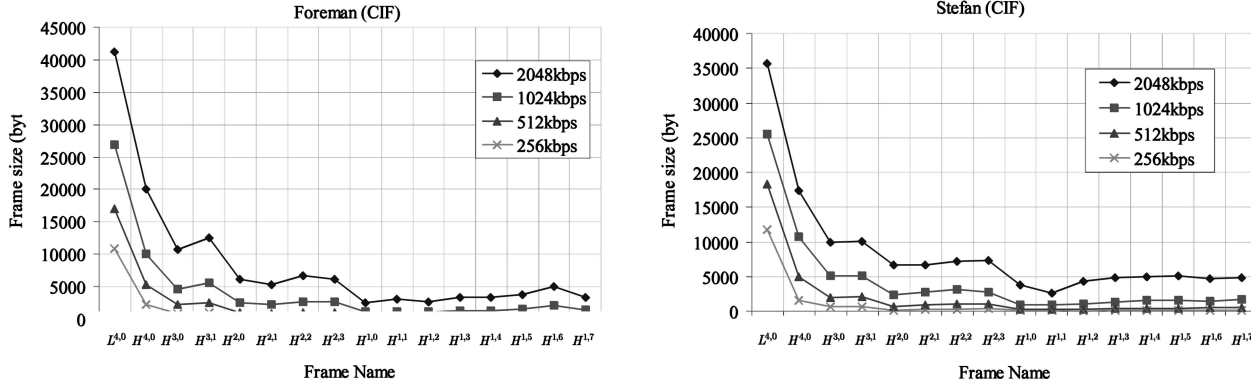 Foreman (CIF)
45000
40000
35000
30000
25000
20000
15000
10000
5000
0
Frame size (byt
2048kbps
1024kbps
512kbps
256kbps
L4,0 H4,0 H3,0 H3,1 H2,0 H2,1 H2,2 H2,3 H1,0 H1,1 H1,2 H1,3 H1,4 H1,5 H1,6 H1,7
Frame Name
Stefan (CIF)
40000
35000
30000
25000
20000
15000
10000
5000
0
Frame size (byt
2048kbps
1024kbps
512kbps
256kbps
L4,0 H4,0 H3,0 H3,1 H2,0 H2,1 H2,2 H2,3 H1,0 H1,1 H1,2 H1,3 H1,4 H1,5 H1,6 H1,7
Frame Name